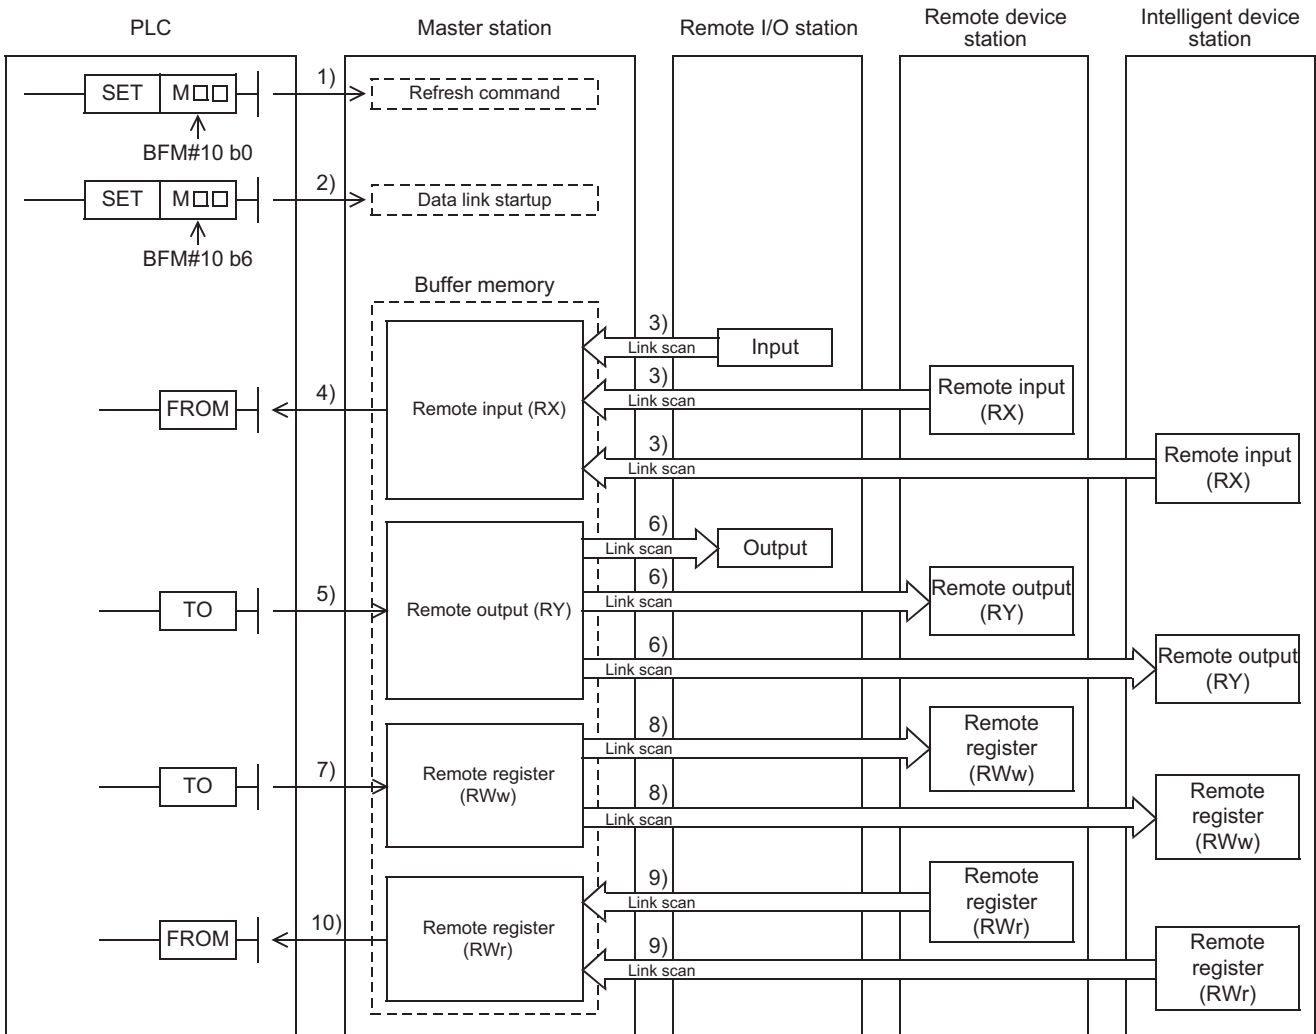 PLC
Master station
Remote I/O station
Remote device
station
Intelligent device
station
SET
M□□
1)
Refresh command
BFM#10 b0
SET
M□□
2)
Data link startup
BFM#10 b6
Buffer memory
3)
Link scan
Input
3)
Link scan
Remote input
(RX)
FROM
4)
Remote input (RX)
3)
Link scan
Remote input
(RX)
6)
Link scan
Output
6)
Link scan
Remote output
(RY)
TO
5)
Remote output (RY)
6)
Link scan
Remote output
(RY)
8)
Link scan
Remote
register
(RWw)
TO
7)
Remote register
(RWw)
8)
Link scan
Remote
register
(RWw)
9)
Link scan
Remote
register
(RWr)
FROM
10)
Remote register
(RWr)
9)
Link scan
Remote
register
(RWr)